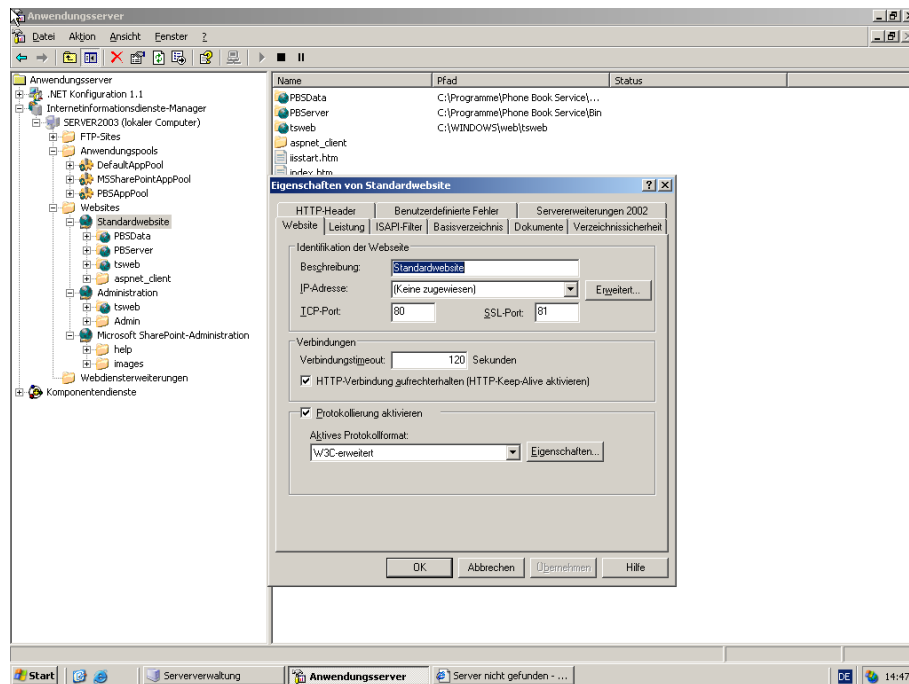 Anwendungsserver
Datei Aktion Ansicht Fenster ?
Anwendungsserver
.NET Konfiguration 1.1
Internetinformationsdienste-Manager
SERVER2003 (lokaler Computer)
FTP-Sites
Anwendungspools
DefaultAppPool
MSSharePointAppPool
PBSAppPool
Websites
Standardwebsite
PBSData
PBServer
tsweb
aspnet_client
Administration
tsweb
Admin
Microsoft SharePoint-Administration
help
images
Webdiensterweiterungen
Komponentendienste
Name Pfad Status
PBSData C:\Programme\Phone Book Service\...
PBServer C:\Programme\Phone Book Service\Bin
tsweb C:\WINDOWS\web\tsweb
aspnet_client
iisstart.htm
index.htm
Eigenschaften von Standardwebsite
HTTP-Header Benutzerdefinierte Fehler Servererweiterungen 2002
Website Leistung ISAPI-Filter Basisverzeichnis Dokumente Verzeichnissicherheit
Identifikation der Webseite
Beschreibung: Standardwebsite
IP-Adresse: (Keine zugewiesen) Erweitert...
TCP-Port: 80 SSL-Port: 81
Verbindungen
Verbindungstimeout: 120 Sekunden
HTTP-Verbindung aufrechterhalten (HTTP-Keep-Alive aktivieren)
Protokollierung aktivieren
Aktives Protokollformat:
W3C-erweitert Eigenschaften...
OK Abbrechen Übernehmen Hilfe
Start Serververwaltung Anwendungsserver Server nicht gefunden - ... DE 14:47